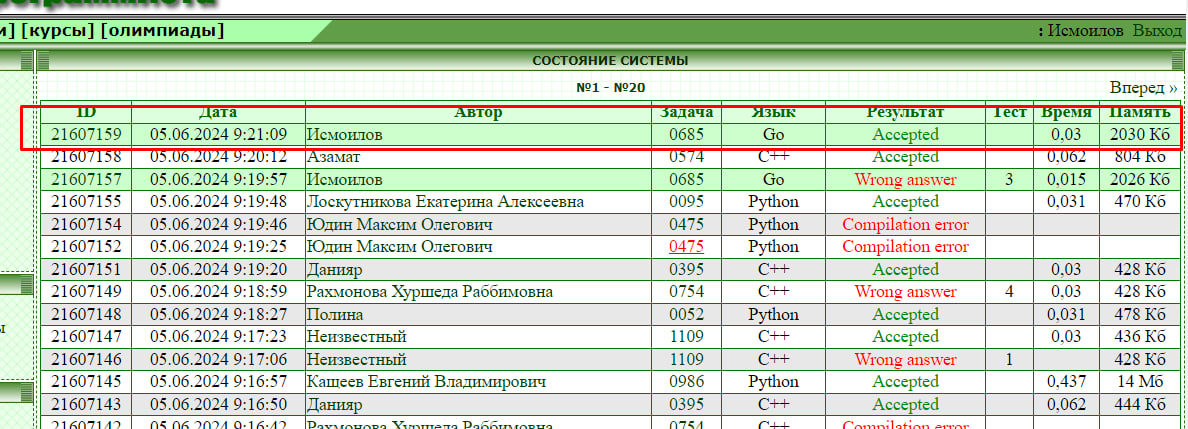 и] [курсы] [олимпиады]
: Исмоилов Выход
СОСТОЯНИЕ СИСТЕМЫ
№1 - №20
Вперед »
ID Дата Автор Задача Язык Результат Тест Время Память
21607159 05.06.2024 9:21:09 Исмоилов 0685 Go Accepted 0,03 2030 Кб
21607158 05.06.2024 9:20:12 Азамат 0574 C++ Accepted 0,062 804 Кб
21607157 05.06.2024 9:19:57 Исмоилов 0685 Go Wrong answer 3 0,015 2026 Кб
21607155 05.06.2024 9:19:48 Лоскутникова Екатерина Алексеевна 0095 Python Accepted 0,031 470 Кб
21607154 05.06.2024 9:19:46 Юдин Максим Олегович 0475 Python Compilation error
21607152 05.06.2024 9:19:25 Юдин Максим Олегович 0475 Python Compilation error
21607151 05.06.2024 9:19:20 Данияр 0395 C++ Accepted 0,03 428 Кб
21607149 05.06.2024 9:18:59 Рахмонова Хуршеда Раббимовна 0754 C++ Wrong answer 4 0,03 428 Кб
21607148 05.06.2024 9:18:27 Полина 0052 Python Accepted 0,031 478 Кб
21607147 05.06.2024 9:17:23 Неизвестный 1109 C++ Accepted 0,03 436 Кб
21607146 05.06.2024 9:17:06 Неизвестный 1109 C++ Wrong answer 1 428 Кб
21607145 05.06.2024 9:16:57 Кащеев Евгений Владимирович 0986 Python Accepted 0,437 14 Мб
21607143 05.06.2024 9:16:50 Данияр 0395 C++ Accepted 0,062 444 Кб
21607142 05.06.2024 9:16:42 Рахмонова Хуршеда Раббимовна 0754 C++ Compilation error
ы